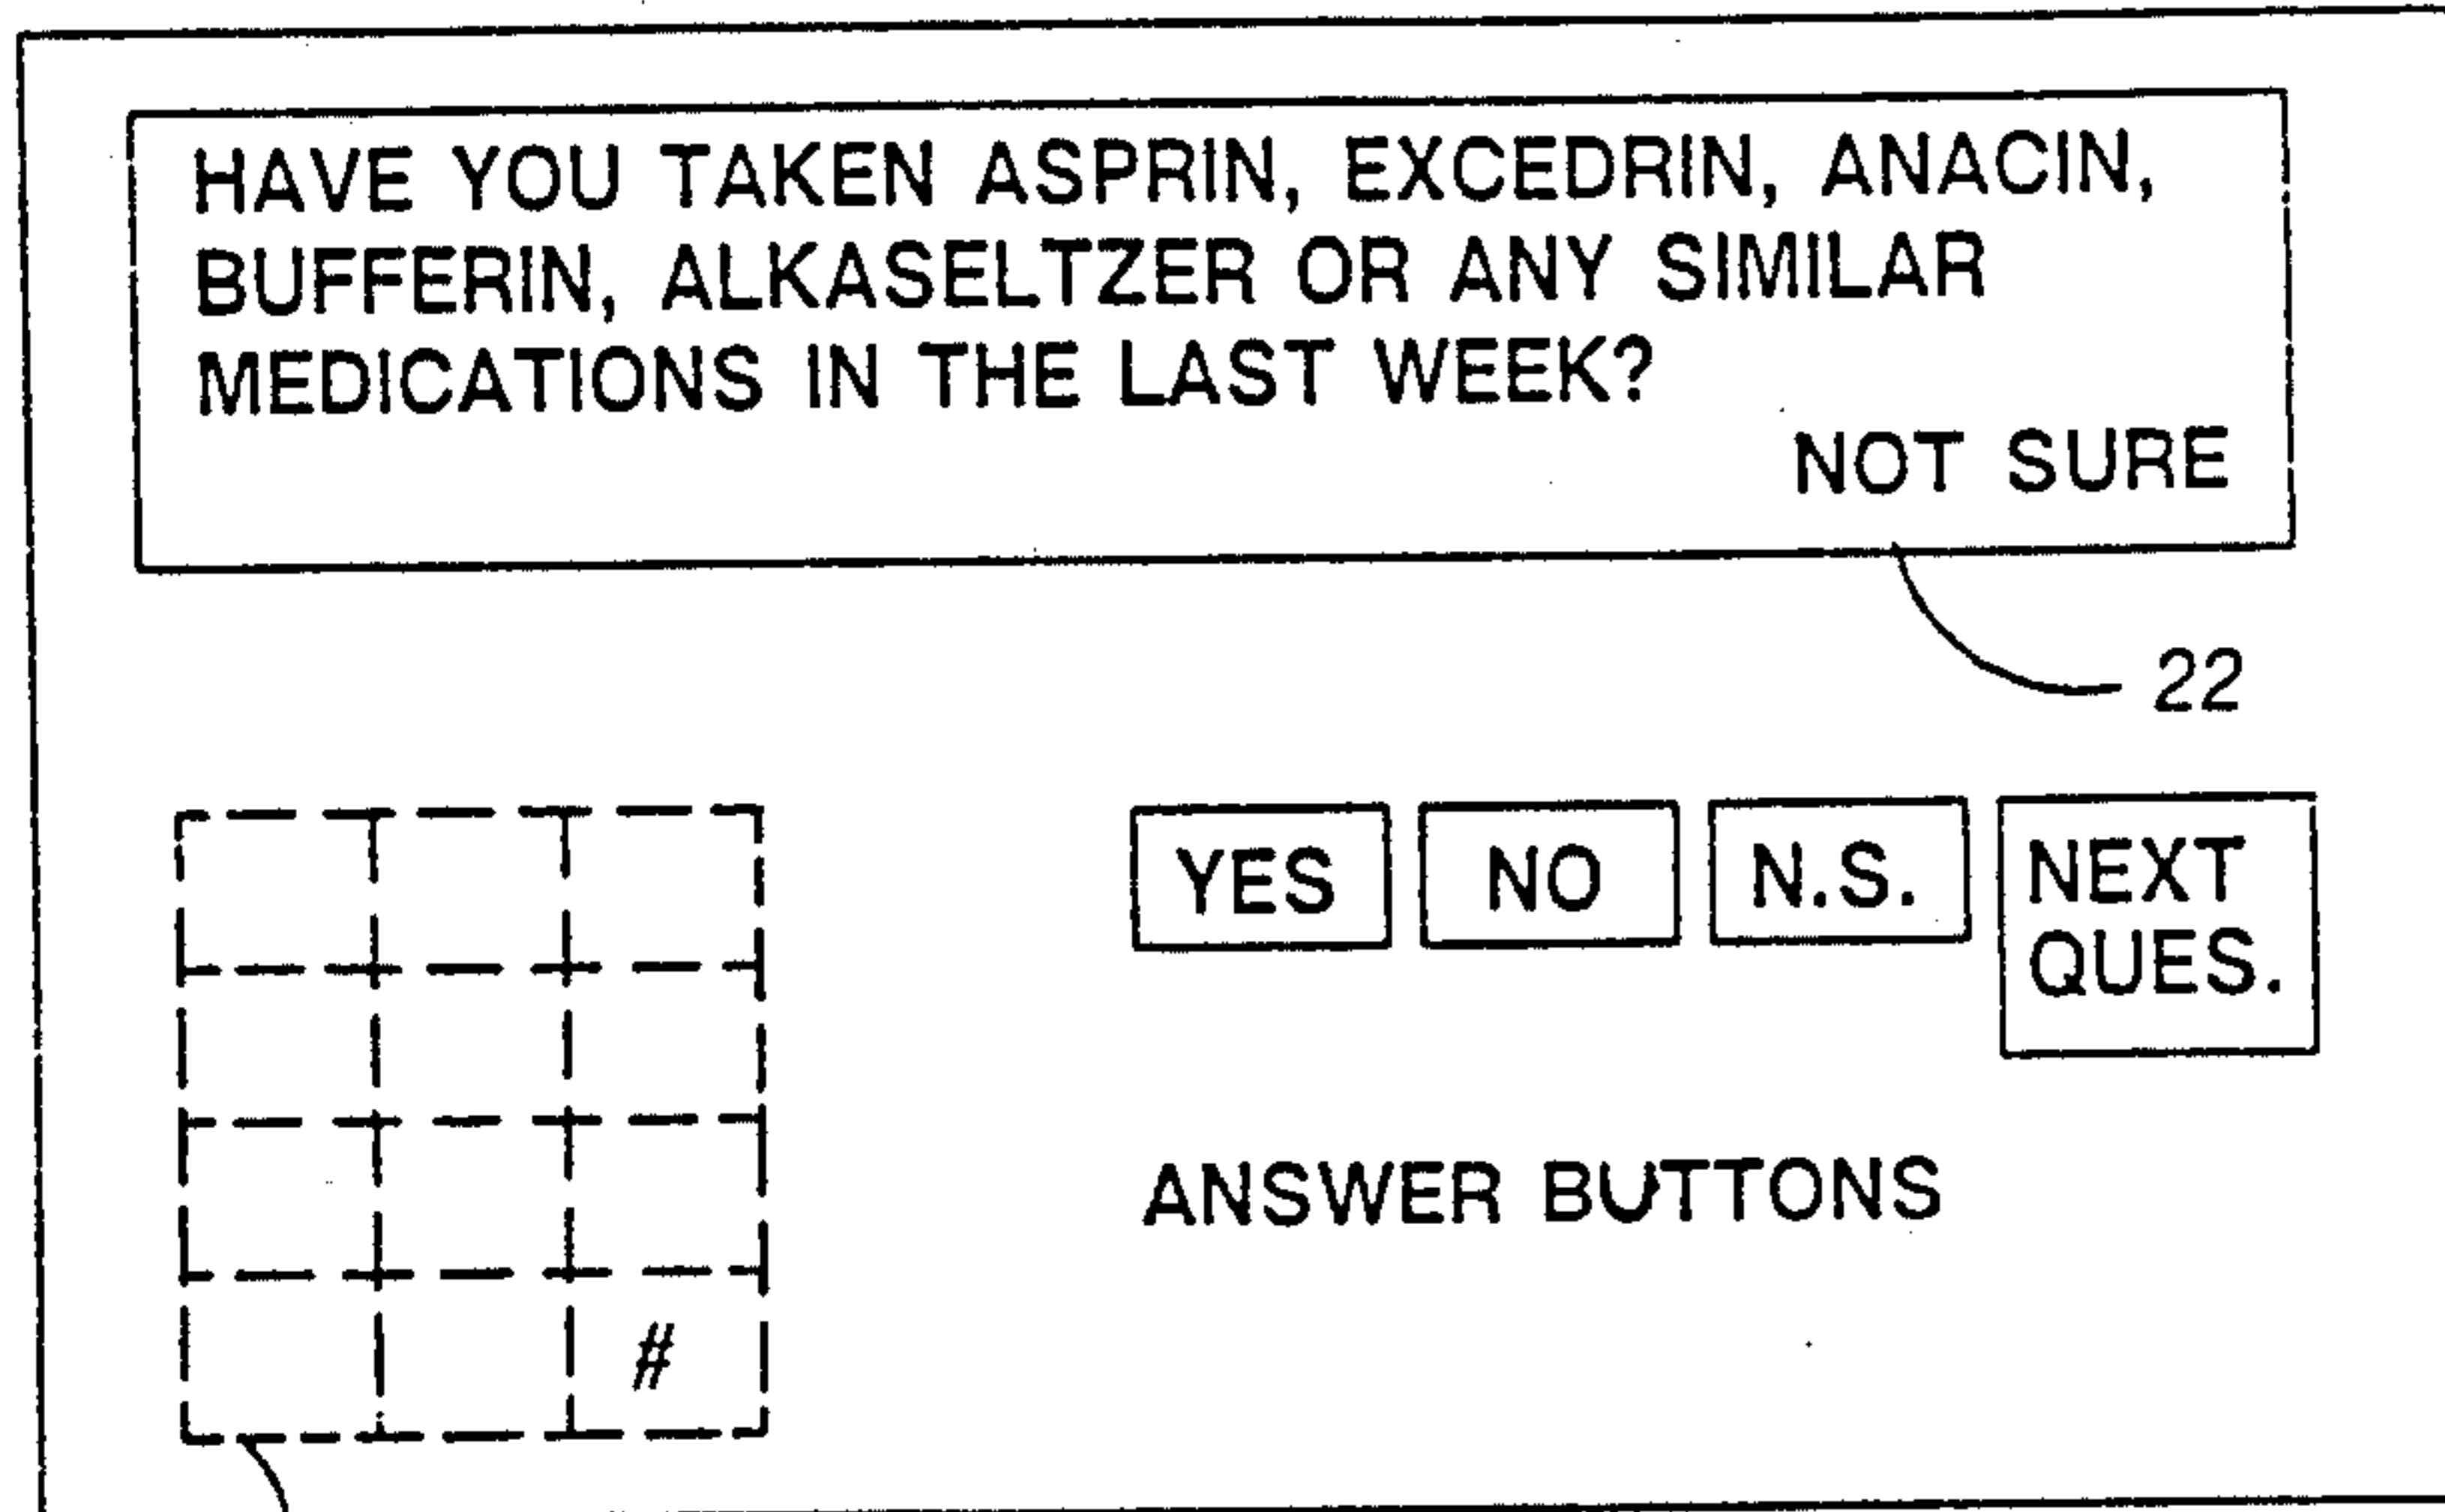 HAVE YOU TAKEN ASPRIN, EXCEDRIN, ANACIN,
BUFFERIN, ALKASELTZER OR ANY SIMILAR
MEDICATIONS IN THE LAST WEEK?
NOT SURE
22
YES NO N.S. NEXT
QUES.
ANSWER BUTTONS
#